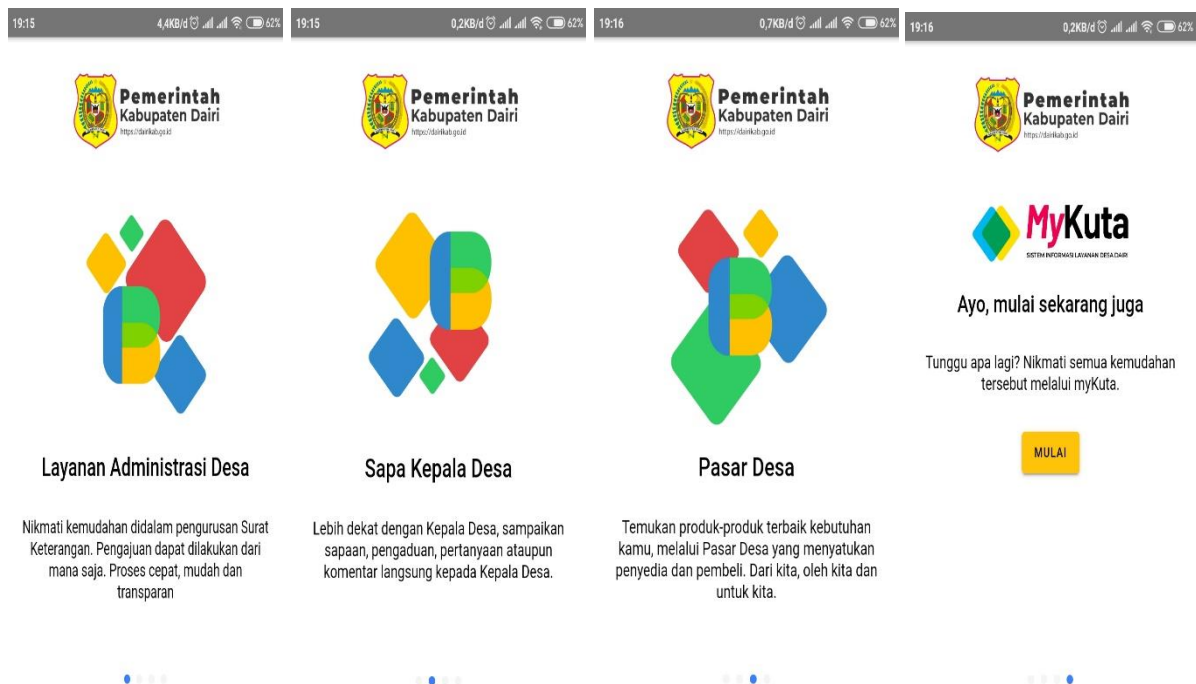 19:15
4,4KB/d
62%
Pemerintah
Kabupaten Dairi
https://dairikab.go.id
Layanan Administrasi Desa
Nikmati kemudahan didalam pengurusan Surat
Keterangan. Pengajuan dapat dilakukan dari
mana saja. Proses cepat, mudah dan
transparan
19:15
0,2KB/d
62%
Pemerintah
Kabupaten Dairi
https://dairikab.go.id
Sapa Kepala Desa
Lebih dekat dengan Kepala Desa, sampaikan
sapaan, pengaduan, pertanyaan ataupun
komentar langsung kepada Kepala Desa.
19:16
0,7KB/d
62%
Pemerintah
Kabupaten Dairi
https://dairikab.go.id
Pasar Desa
Temukan produk-produk terbaik kebutuhan
kamu, melalui Pasar Desa yang menyatukan
penyedia dan pembeli. Dari kita, oleh kita dan
untuk kita.
19:16
0,2KB/d
62%
Pemerintah
Kabupaten Dairi
https://dairikab.go.id
MyKuta
SISTEM INFORMASI LAYANAN DESA DAIRI
Ayo, mulai sekarang juga
Tunggu apa lagi? Nikmati semua kemudahan
tersebut melalui myKuta.
MULAI